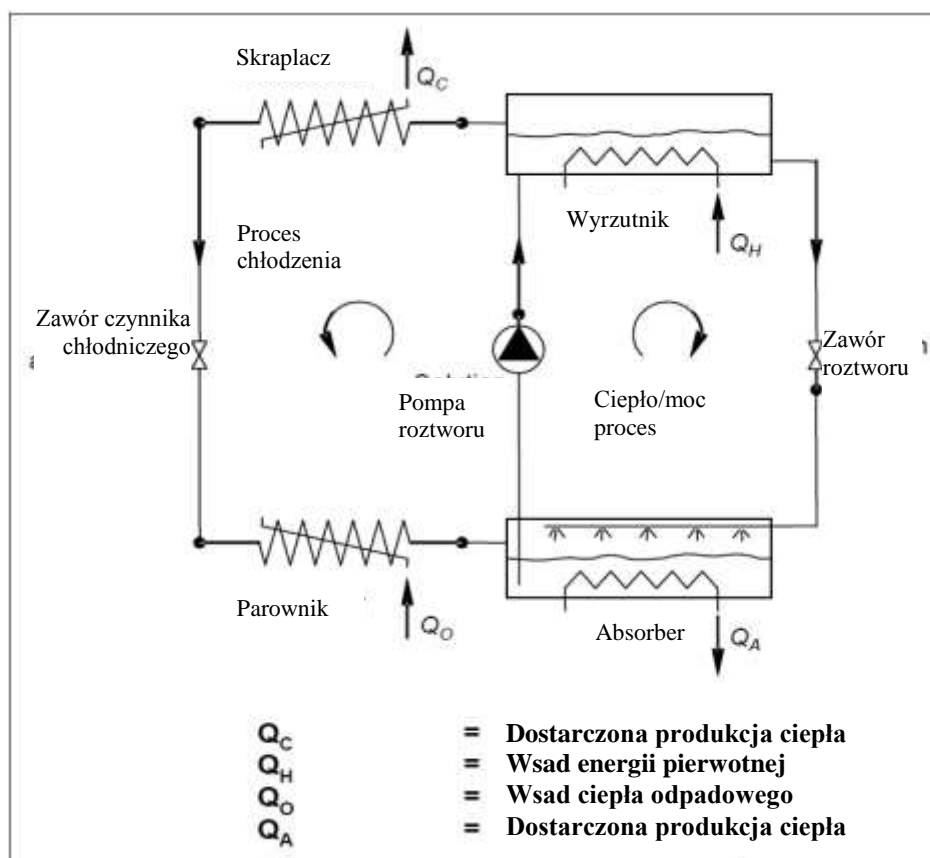 Skraplacz
Q_C
Wyrzutnik
Q_H
Proces
chłodzenia
Zawór czynnika
chłodniczego
Zawór
roztworu
Pompa
roztworu
Ciepło/moc
proces
Parownik
Q_O
Absorber
Q_A
Q_C = Dostarczona produkcja ciepła
Q_H = Wsad energii pierwotnej
Q_O = Wsad ciepła odpadowego
Q_A = Dostarczona produkcja ciepła